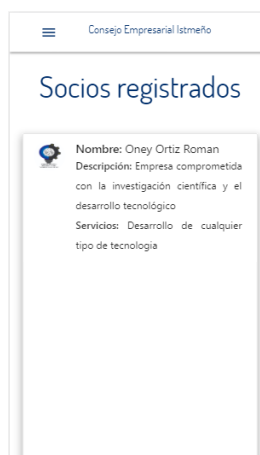 Consejo Empresarial Istmeño
Socios registrados
Nombre: Oney Ortiz Roman
Descripción: Empresa comprometida
con la investigación científica y el
desarrollo tecnológico
Servicios: Desarrollo de cualquier
tipo de tecnologia